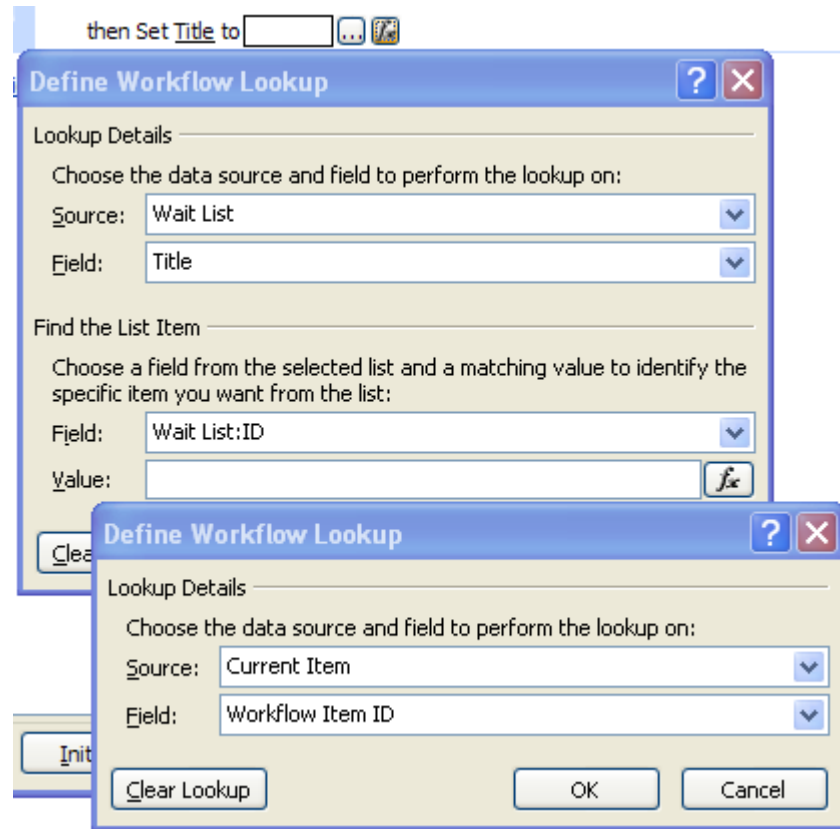 then Set Title to ...
Define Workflow Lookup
Lookup Details
Choose the data source and field to perform the lookup on:
Source: Wait List
Field: Title
Find the List Item
Choose a field from the selected list and a matching value to identify the
specific item you want from the list:
Field: Wait List:ID
Value: fx
Clea
Define Workflow Lookup
Lookup Details
Choose the data source and field to perform the lookup on:
Source: Current Item
Field: Workflow Item ID
Init
Clear Lookup OK Cancel